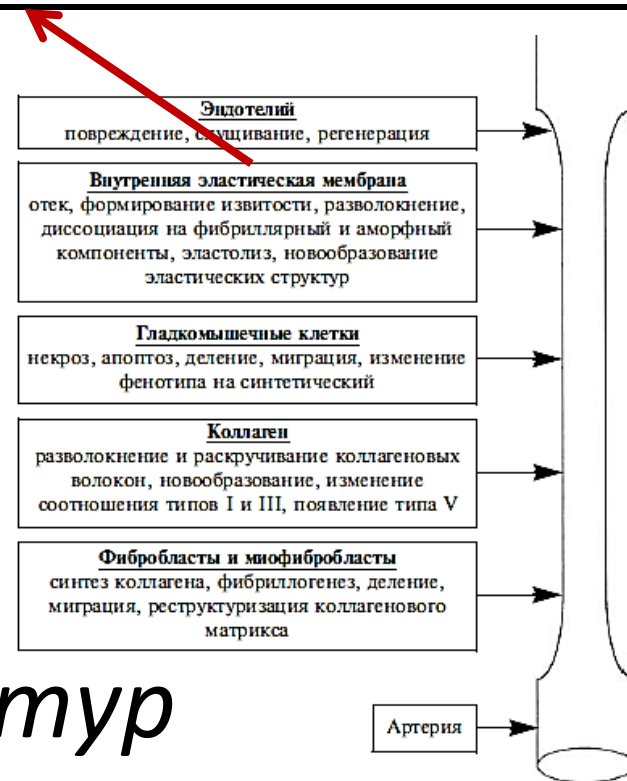 Эндотелий
повреждение, слущивание, регенерация
Внутренняя эластическая мембрана
отек, формирование извитости, разволокнение,
диссоциация на фибриллярный и аморфный
компоненты, эластолиз, новообразование
эластических структур
Гладкомышечные клетки
некроз, апоптоз, деление, миграция, изменение
фенотипа на синтетический
Коллаген
разволокнение и раскручивание коллагеновых
волокон, новообразование, изменение
соотношения типов I и III, появление типа V
Фибробласты и миофибробласты
синтез коллагена, фибриллогенез, деление,
миграция, реструктуризация коллагенового
матрикса
тур
Артерия